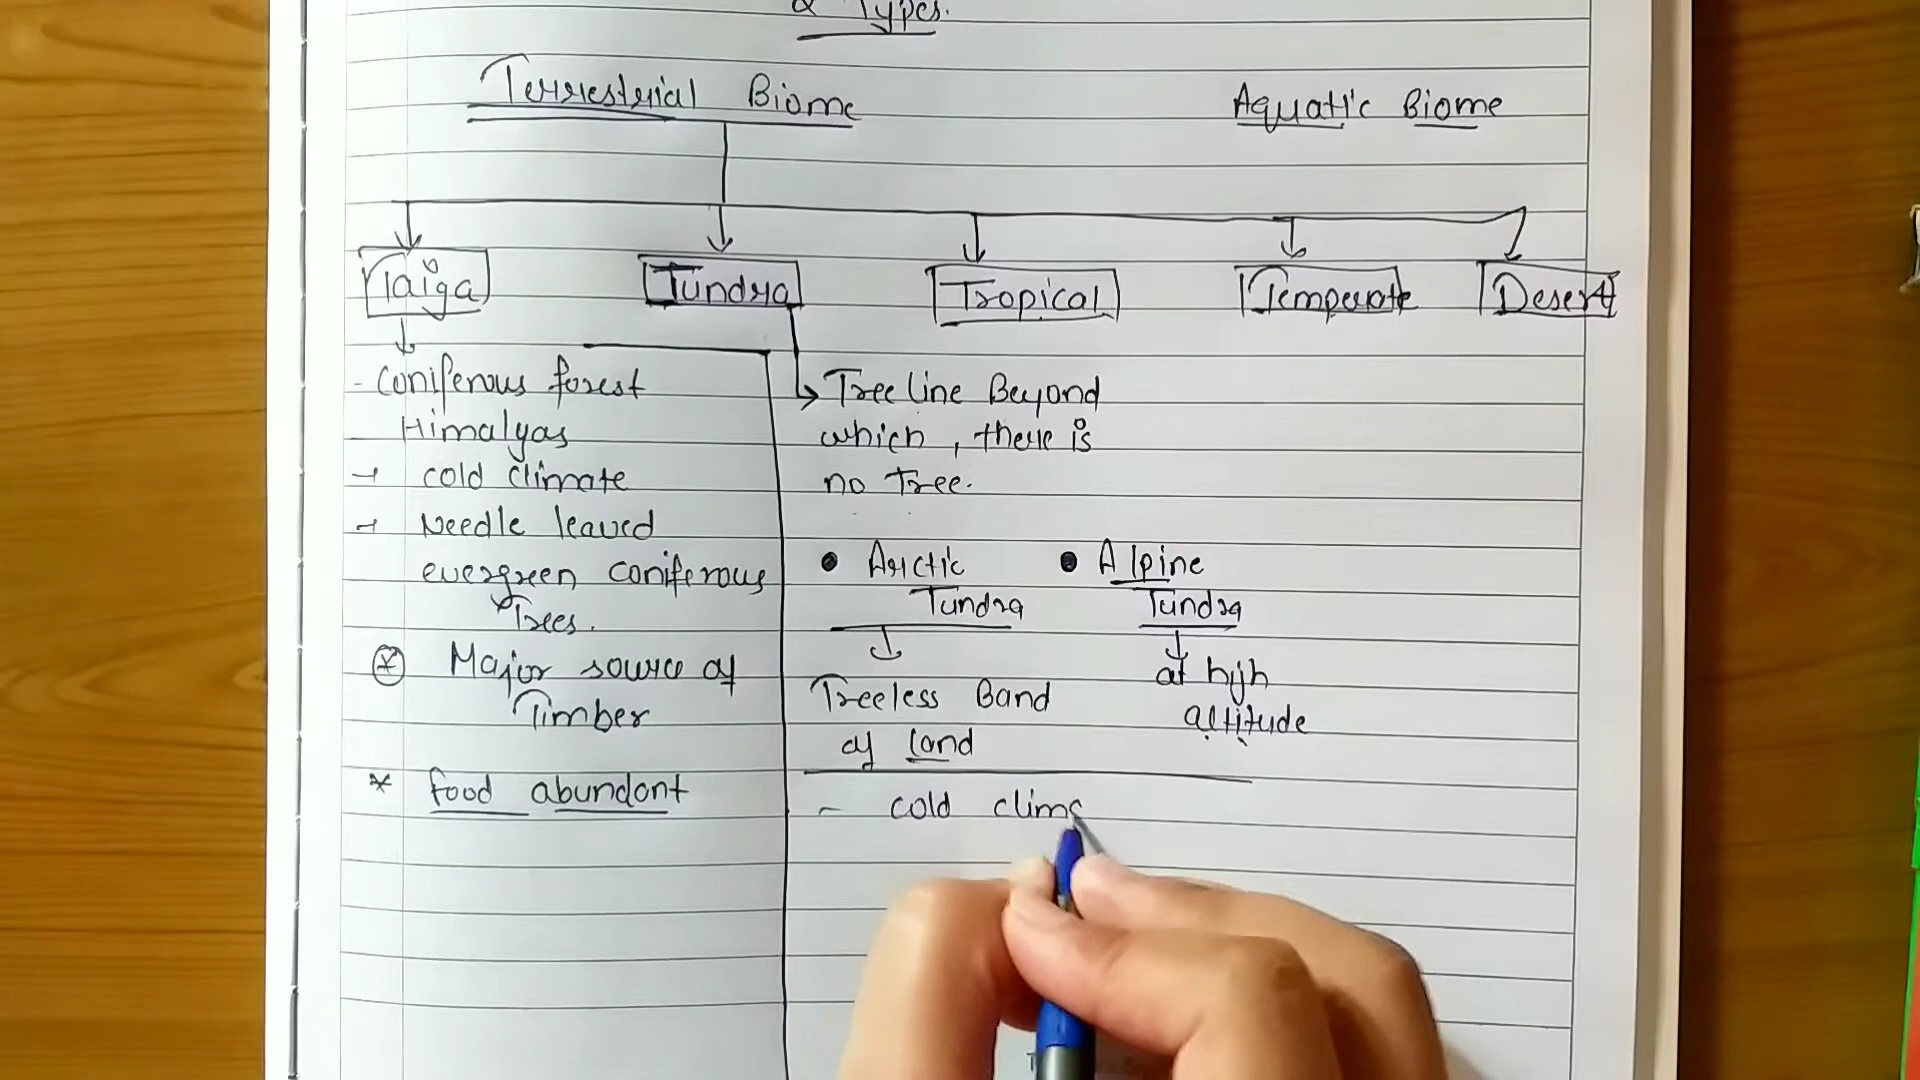 & Types.
Terresterial Biome
Aquatic Biome
Taiga
Tundra
Tropical
Temperate
Desert
- Coniferous forest
Himalyas
→ cold climate
→ Needle leaved
evergreen coniferous
Trees.
* Major source of
Timber
* food abundant
Tree line Beyond
which, there is
no Tree.
• Arctic
Tundra
Treeless Band
of land
• Alpine
Tundra
at high
altitude
- cold clima